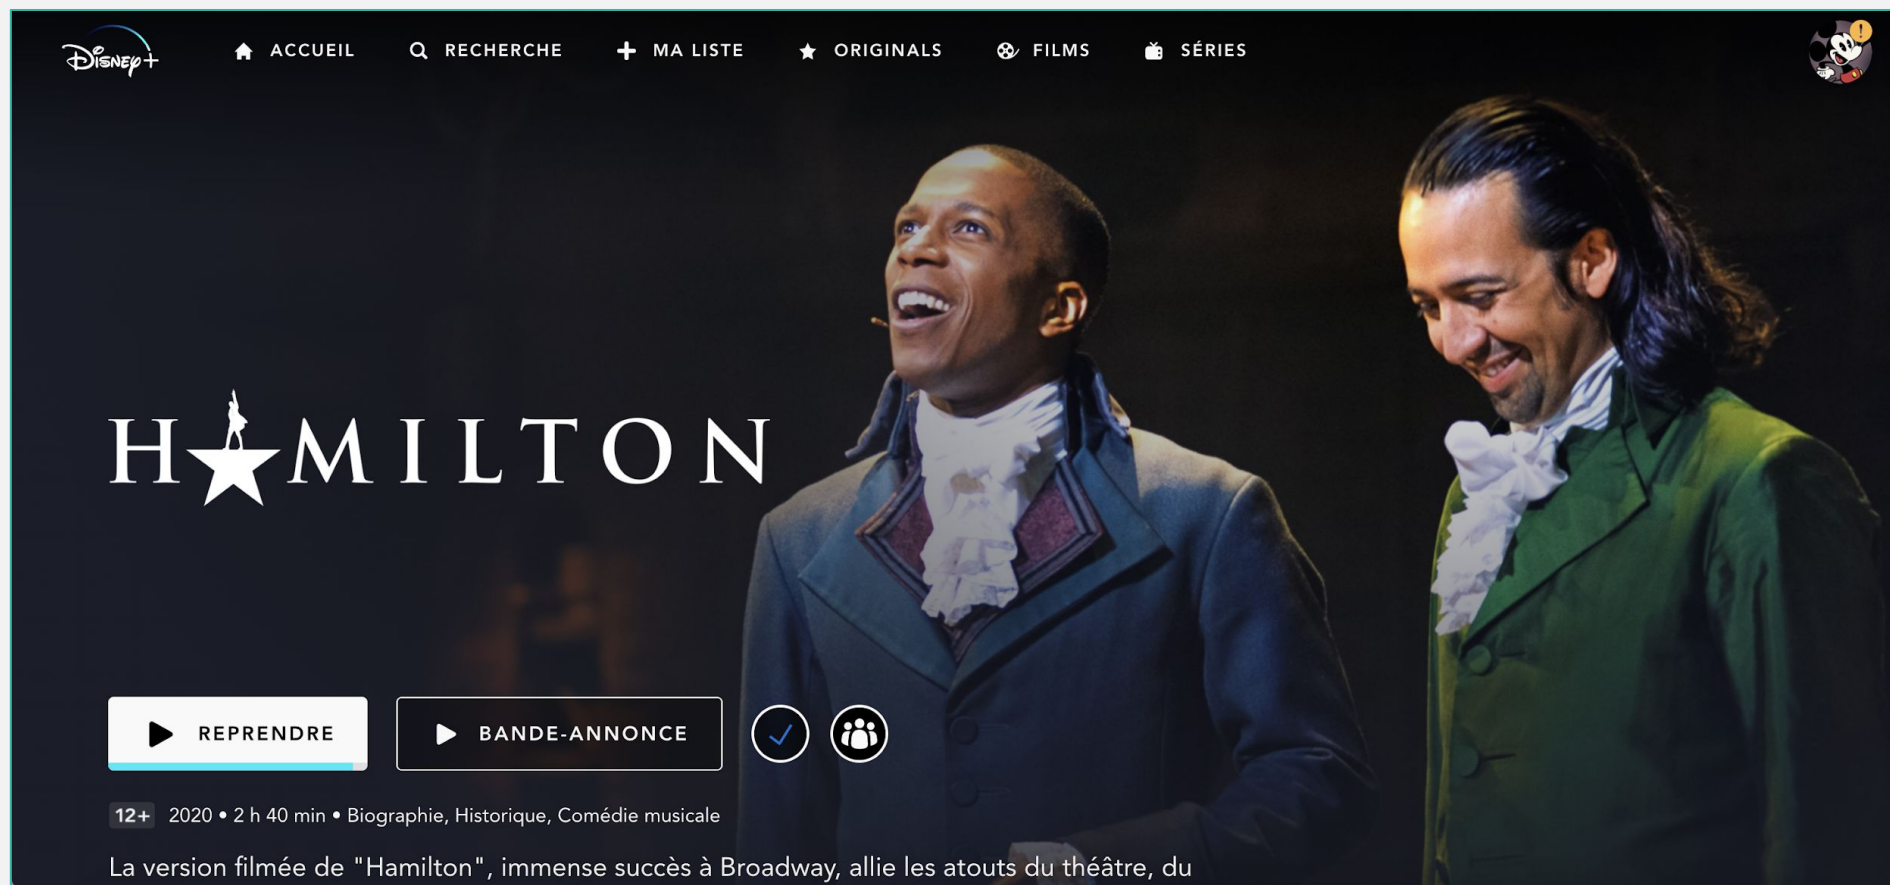 Disney+ ACCUEIL RECHERCHE MA LISTE ORIGINALS FILMS SÉRIES
HAMILTON
REPRENDRE BANDE-ANNONCE
12+ 2020 • 2 h 40 min • Biographie, Historique, Comédie musicale
La version filmée de "Hamilton", immense succès à Broadway, allie les atouts du théâtre, du